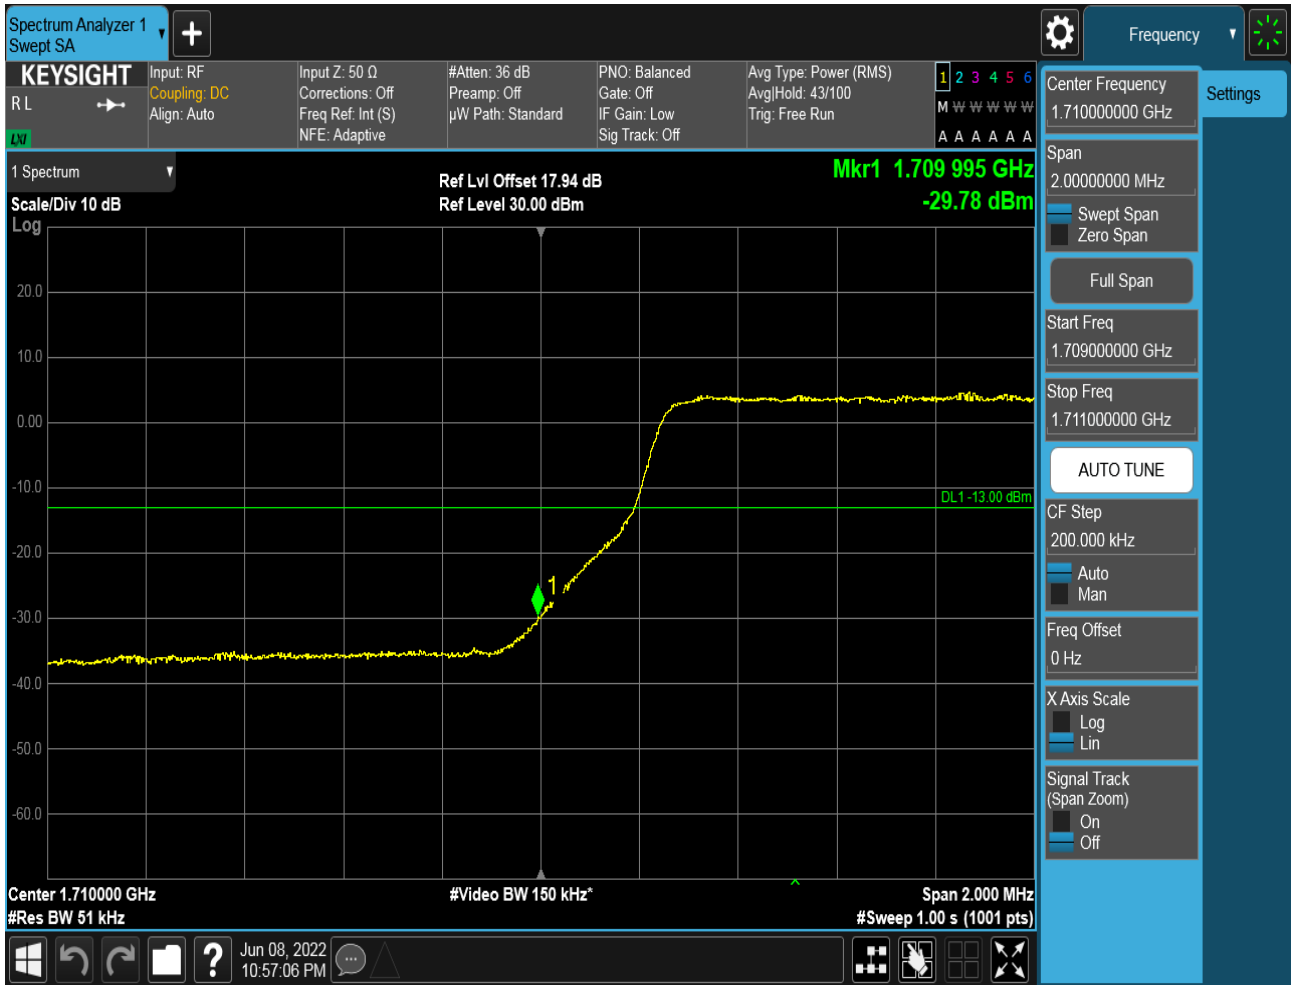 Spectrum Analyzer 1
Swept SA
Frequency
KEYSIGHT
R L
LXI
Input: RF
Coupling: DC
Align: Auto
Input Z: 50 Ω
Corrections: Off
Freq Ref: Int (S)
NFE: Adaptive
#Atten: 36 dB
Preamp: Off
µW Path: Standard
PNO: Balanced
Gate: Off
IF Gain: Low
Sig Track: Off
Avg Type: Power (RMS)
Avg|Hold: 43/100
Trig: Free Run
1 2 3 4 5 6
M W W W W W
A A A A A A
1 Spectrum
Scale/Div 10 dB
Log
Ref Lvl Offset 17.94 dB
Ref Level 30.00 dBm
Mkr1 1.709 995 GHz
-29.78 dBm
20.0
10.0
0.00
-10.0
-20.0
-30.0
-40.0
-50.0
-60.0
DL1 -13.00 dBm
1
Center 1.710000 GHz
#Res BW 51 kHz
#Video BW 150 kHz*
Span 2.000 MHz
#Sweep 1.00 s (1001 pts)
Center Frequency
1.710000000 GHz
Settings
Span
2.00000000 MHz
Swept Span
Zero Span
Full Span
Start Freq
1.709000000 GHz
Stop Freq
1.711000000 GHz
AUTO TUNE
CF Step
200.000 kHz
Auto
Man
Freq Offset
0 Hz
X Axis Scale
Log
Lin
Signal Track
(Span Zoom)
On
Off
?
Jun 08, 2022
10:57:06 PM